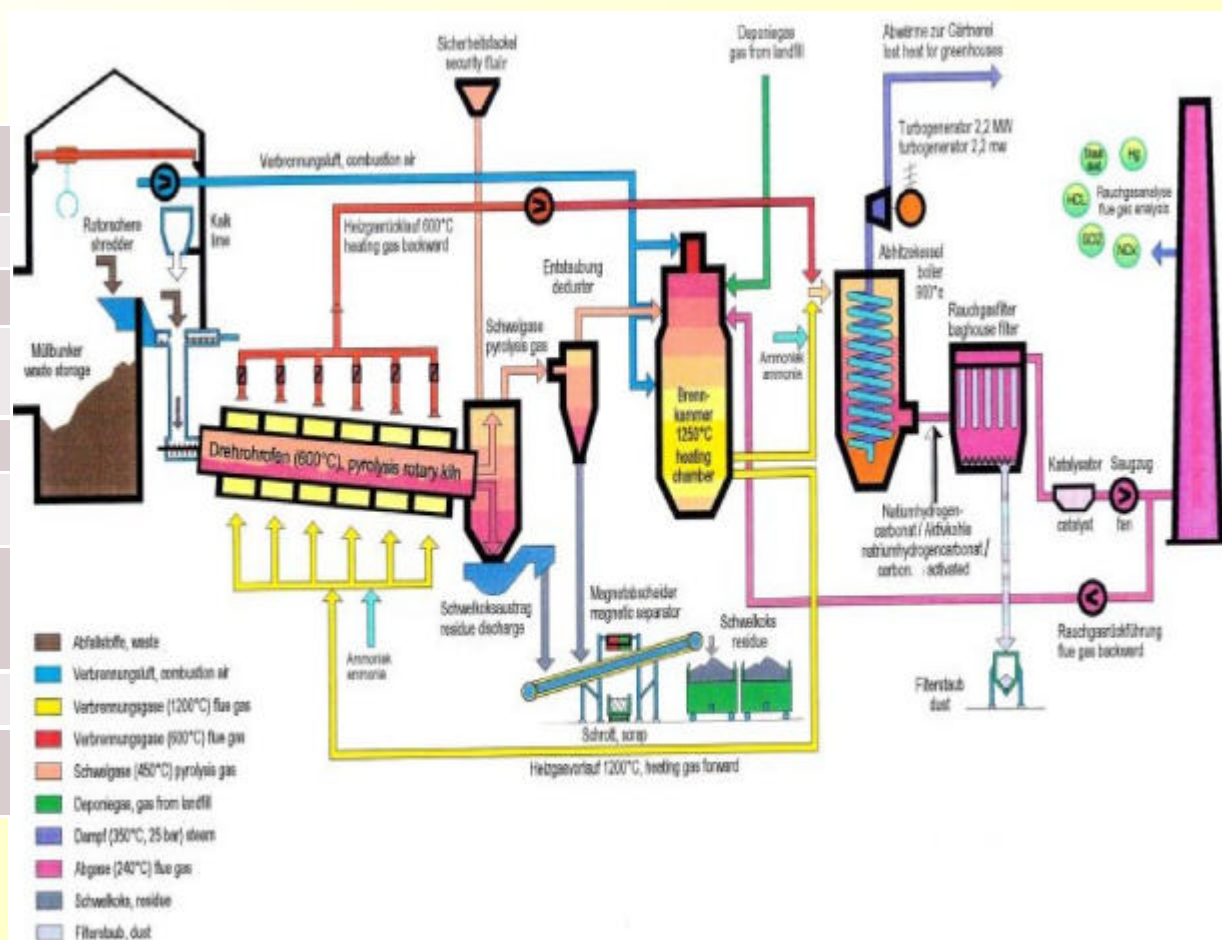 Sicherheitsfackel
security flair
Deponiegas
gas from landfill
Abwärme zur Gärtnerei
lost heat for greenhouses
Turbogenerator 2,2 MW
turbogenerator 2,2 mw
Verbrennungsluft, combustion air
Rotorschere
shredder
Kalk
lime
Heizgasrücklauf 600°C
heating gas backward
Entstaubung
deduster
Hg
HCL
SO2
NOX
Rauchgasanalyse
flue gas analysis
Abhitzekessel
boiler
900°c
Rauchgasfilter
baghouse filter
Schwelgase
pyrolysis gas
Müllbunker
waste storage
Ammoniak
ammonia
Brenn-
kammer
1250°C
heating
chamber
Drehrohrofen (600°C), pyrolysis rotary kiln
Katalysator
catalyst
Saugzug
fan
Natriumhydrogen-
carbonat / Aktivkohle
natriumhydrogencarbonat /
carbon. activated
Schwelkoksaustrag
residue discharge
Magnetabscheider
magnetic separator
Schwelkoks
residue
Rauchgasrückführung
flue gas backward
Ammoniak
ammonia
Filterstaub
dust
Schrott, scrap
Heizgasvorlauf 1200°C, heating gas forward
Abfallstoffe, waste
Verbrennungsluft, combustion air
Verbrennungsgase (1200°C) flue gas
Verbrennungsgase (600°C) flue gas
Schwelgase (450°C) pyrolysis gas
Deponiegas, gas from landfill
Dampf (350°C, 25 bar) steam
Abgase (240°C) flue gas
Schwelkoks, residue
Filterstaub, dust